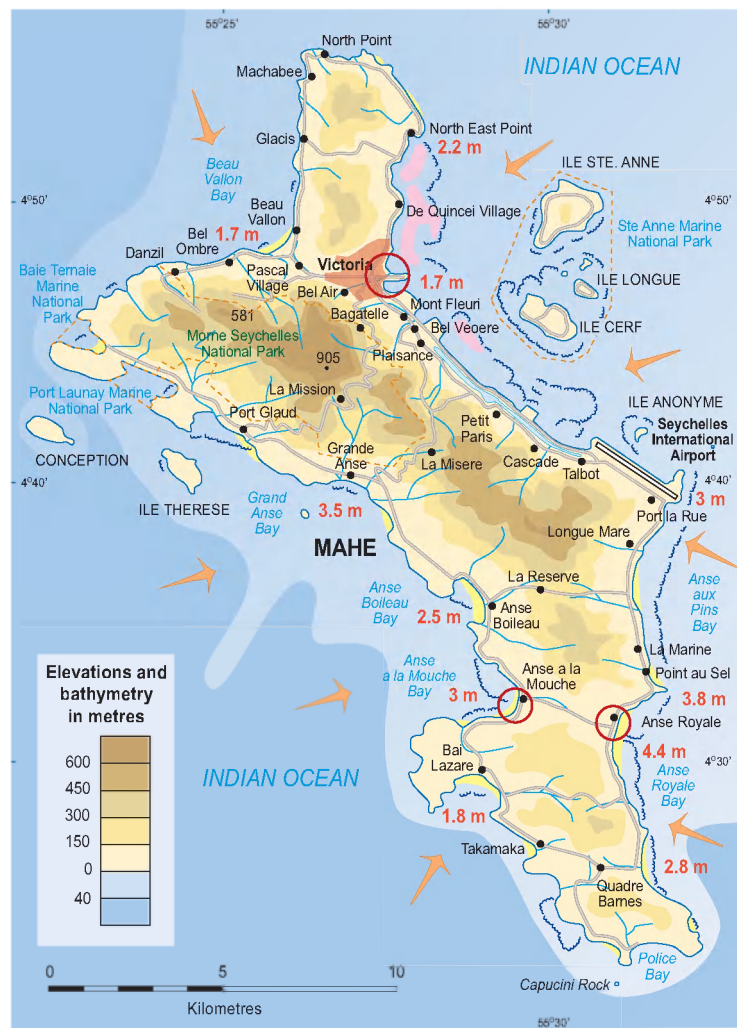 55°25'
55°30'
North Point
INDIAN OCEAN
Machabee
North East Point
2.2 m
Glacis
ILE STE. ANNE
Beau
Vallon
Bay
4°50'
4°50'
De Quincei Village
Beau
Vallon
Ste Anne Marine
National Park
1.7 m
Bel
Ombre
Danzil
Victoria
Baie Ternaie
Marine
National
Park
Pascal
Village
1.7 m
ILE LONGUE
Bel Air
Mont Fleuri
581
Bagatelle
Bel Veoere
ILE CERF
Morne Seychelles
National Park
Plaisance
905
Port Launay Marine
National Park
La Mission
ILE ANONYME
Port Glaud
Petit
Paris
Seychelles
International
Airport
CONCEPTION
Grande
Anse
La Misere
Cascade
Talbot
4°40'
4°40'
ILE THERESE
Grand
Anse
Bay
3.5 m
3 m
Port la Rue
MAHE
Longue Mare
La Reserve
Anse
Boileau
Bay
2.5 m
Anse
Boileau
Anse
aux
Pins
Bay
La Marine
Anse
a la Mouche
Bay
Anse a la
Mouche
Point au Sel
3 m
3.8 m
Anse Royale
4.4 m
Bai
Lazare
4°30'
INDIAN OCEAN
Anse
Royale
Bay
1.8 m
Takamaka
2.8 m
Quadre
Barnes
Police
Bay
Capucini Rock
Elevations and
bathymetry
in metres
600
450
300
150
0
40
0
5
10
Kilometres
55°30'